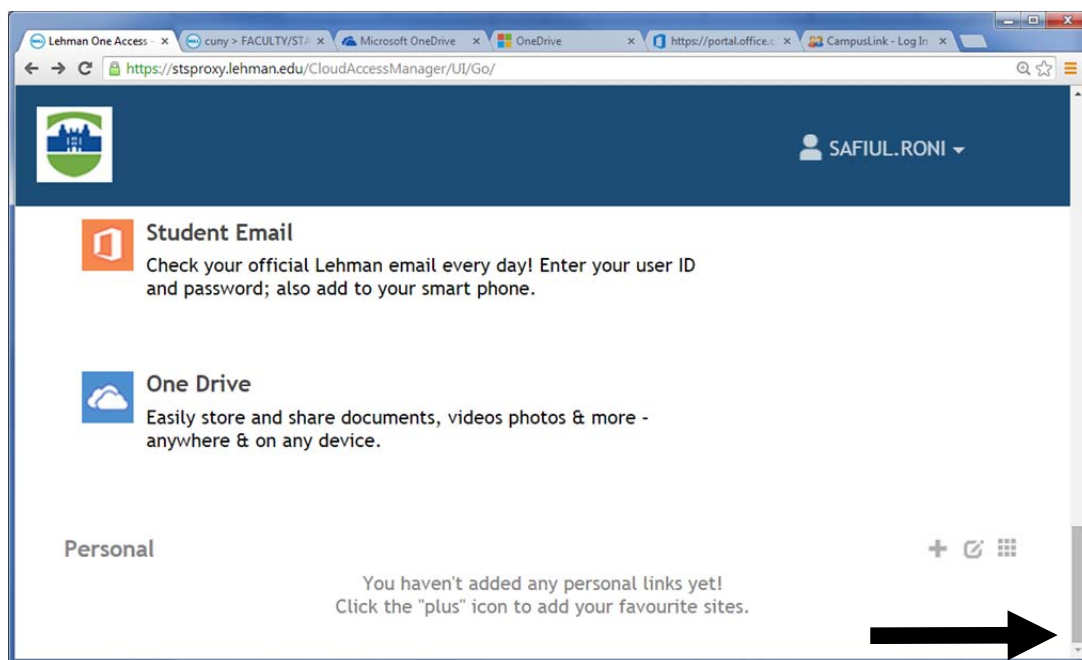 Lehman One Access -
cuny > FACULTY/STA
Microsoft OneDrive
OneDrive
https://portal.office.c
CampusLink - Log In
https://stsproxy.lehman.edu/CloudAccessManager/UI/Go/
SAFIUL.RONI
Student Email
Check your official Lehman email every day! Enter your user ID
and password; also add to your smart phone.
One Drive
Easily store and share documents, videos photos & more -
anywhere & on any device.
Personal
You haven't added any personal links yet!
Click the "plus" icon to add your favourite sites.